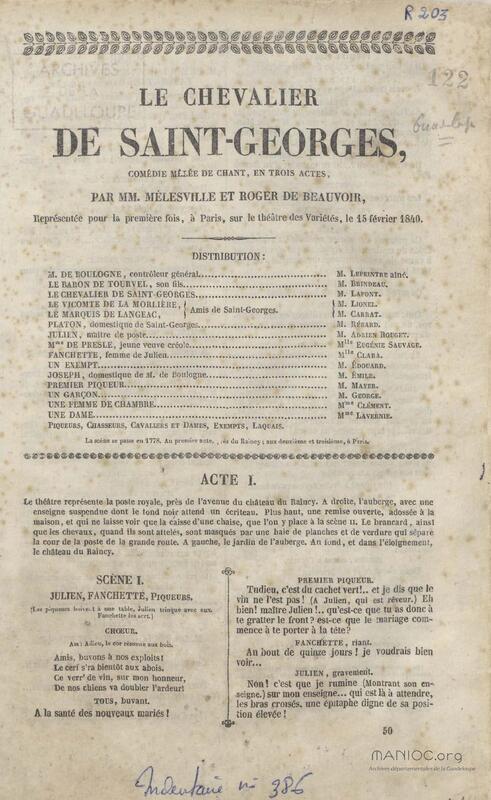 R 203
ARCHIVES
DE LA
GUADELOUPE
122
LE CHEVALIER
DE SAINT-GEORGES,
COMÉDIE MÊLÉE DE CHANT, EN TROIS ACTES,
PAR MM. MÉLESVILLE ET ROGER DE BEAUVOIR,
Représentée pour la première fois, à Paris, sur le théâtre des Variétés, le 15 février 1840.
DISTRIBUTION:
M. DE BOULOGNE, contrôleur général........ M. LEPEINTRE aîné.
LE BARON DE TOURVEL, son fils........ M. BRINDEAU.
LE CHEVALIER DE SAINT-GEORGES........ M. LAFONT.
LE VICOMTE DE LA MORLIÈRE, } Amis de Saint-Georges. { M. LIONEL.
LE MARQUIS DE LANGEAC, M. CARRAT.
PLATON, domestique de Saint-Georges........ M. RÉBARD.
JULIEN, maître de poste........ M. ADRIEN ROUGET.
Mme DE PRESLE, jeune veuve créole........ Mlle EUGÉNIE SAUVAGE.
FANCHETTE, femme de Julien........ Mlle CLARA.
UN EXEMPT........ M. ÉDOUARD.
JOSEPH, domestique de M. de Boulogne........ M. ÉMILE.
PREMIER PIQUEUR........ M. MAYER.
UN GARÇON........ M. GEORGE.
UNE FEMME DE CHAMBRE........ Mme CLÉMENT.
UNE DAME........ Mme LAVERNIE.
PIQUEURS, CHASSEURS, CAVALIERS ET DAMES, EXEMPTS, LAQUAIS.
La scène se passe en 1778. Au premier acte, près du Raincy; aux deuxième et troisième, à Paris.
ACTE I.
Le théâtre représente la poste royale, près de l'avenue du château du Raincy. A droite, l'auberge, avec une
enseigne suspendue dont le fond noir attend un écriteau. Plus haut, une remise ouverte, adossée à la
maison, et qui ne laisse voir que la caisse d'une chaise, que l'on y place à la scène II. Le brancard, ainsi
que les chevaux, quand ils sont attelés, sont masqués par une haie de planches et de verdure qui sépare
la cour de la poste de la grande route. A gauche, le jardin de l'auberge. Au fond, et dans l'éloignement,
le château du Raincy.
SCÈNE I.
JULIEN, FANCHETTE, PIQUEURS.
(Les piqueurs boivent à une table, Julien trinque avec eux.
Fanchette les sert.)
CHŒUR.
AIR: Adieu, le cor résonne aux bois.
Amis, buvons à nos exploits!
Le cerf s'ra bientôt aux abois.
Ce verr' de vin, sur mon honneur,
De nos chiens va doubler l'ardeur!
TOUS, buvant.
A la santé des nouveaux mariés!
PREMIER PIQUEUR.
Tudieu, c'est du cachet vert!.. et je dis que le
vin ne l'est pas! (A Julien, qui est rêveur.) Eh
bien! maître Julien!.. qu'est-ce que tu as donc à
te gratter le front? est-ce que le mariage com-
mence à te porter à la tête?
FANCHETTE, riant.
Au bout de quinze jours! je voudrais bien
voir...
JULIEN, gravement.
Non! c'est que je rumine (Montrant son en-
seigne.) sur mon enseigne... qui est là à attendre,
les bras croisés, une épitaphe digne de sa posi-
tion élevée!
50
MANIOC.org
Archives départementales de la Guadeloupe
Inventaire no 386